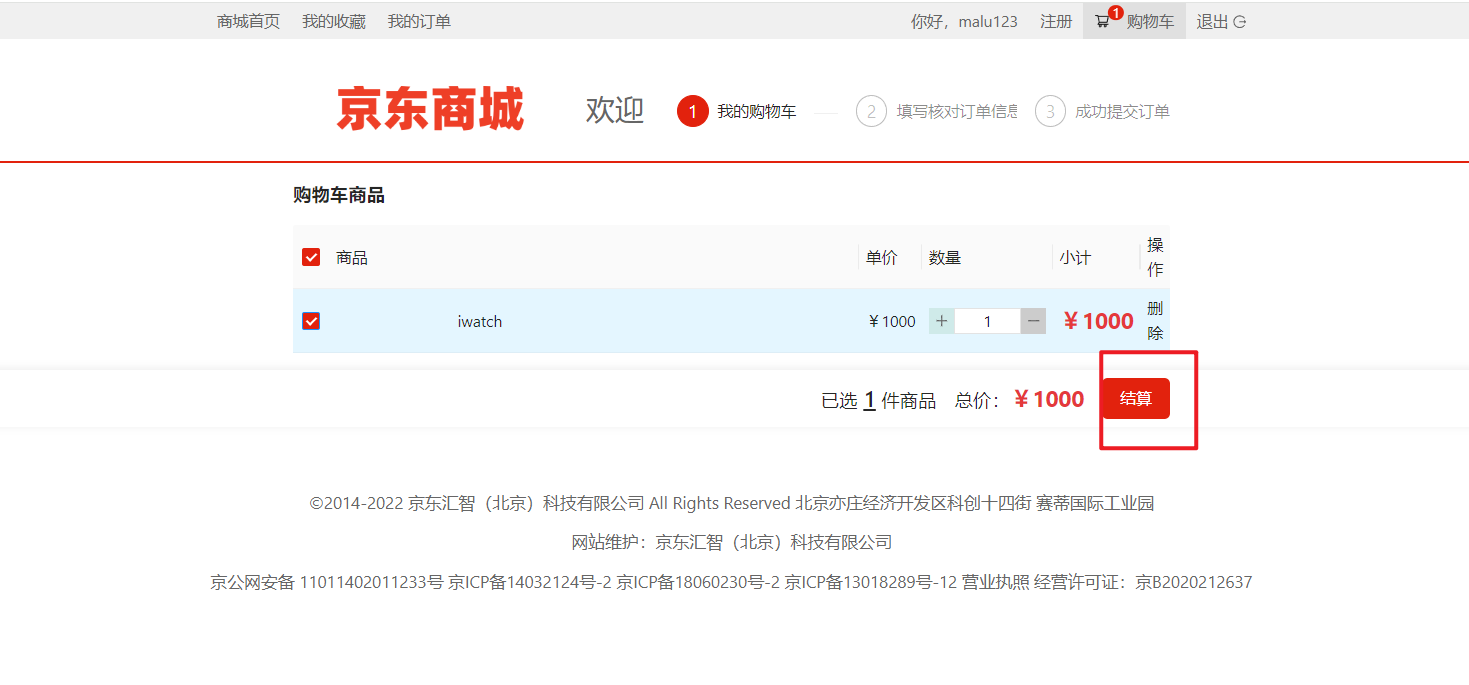 商城首页 我的收藏 我的订单 你好，malu123 注册 1 购物车 退出
京东商城 欢迎 1 我的购物车 2 填写核对订单信息 3 成功提交订单
购物车商品
商品 单价 数量 小计 操作
iwatch ￥1000 + 1 − ￥1000 删除
已选 1 件商品 总价：￥1000 结算
©2014-2022 京东汇智（北京）科技有限公司 All Rights Reserved 北京亦庄经济开发区科创十四街 赛蒂国际工业园
网站维护：京东汇智（北京）科技有限公司
京公网安备 11011402011233号 京ICP备14032124号-2 京ICP备18060230号-2 京ICP备13018289号-12 营业执照 经营许可证：京B2020212637